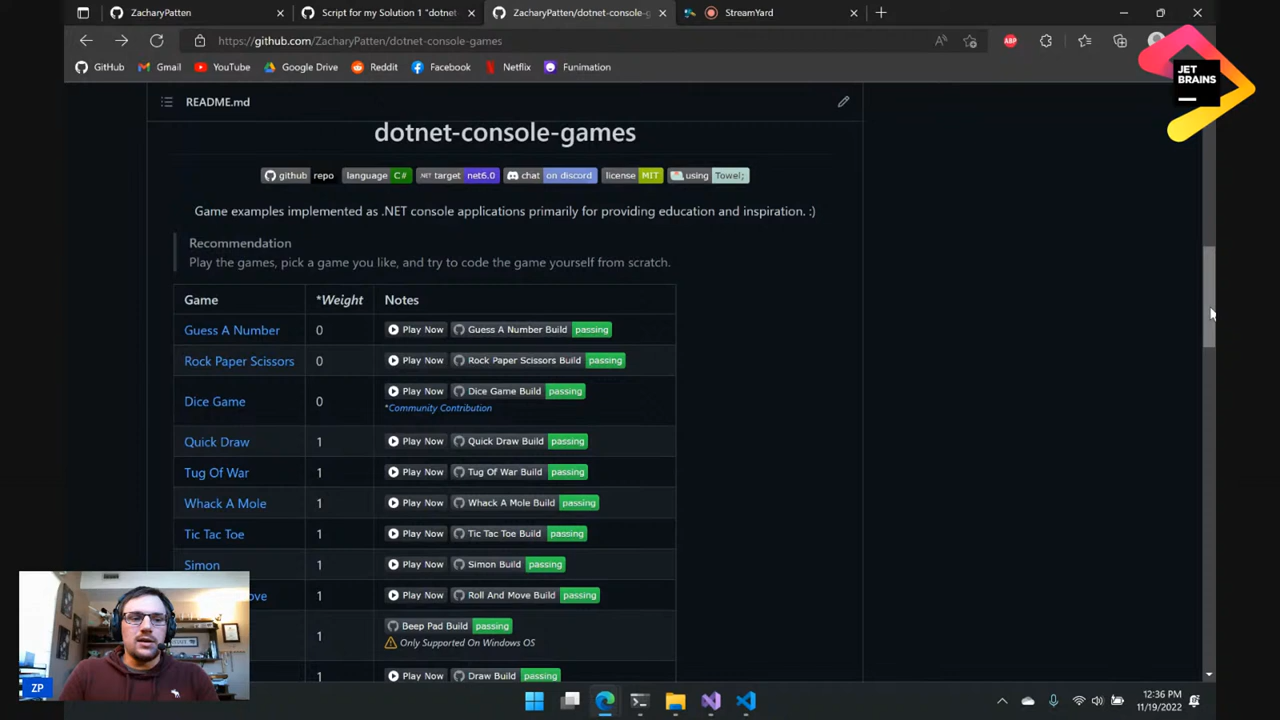 ZacharyPatten
Script for my Solution 1 "dotnet
ZacharyPatten/dotnet-console-g
StreamYard
https://github.com/ZacharyPatten/dotnet-console-games
ABP
GitHub
Gmail
YouTube
Google Drive
Reddit
Facebook
Netflix
Funimation
JET
BRAINS
README.md
dotnet-console-games
github repo
language C#
.NET target net6.0
chat on discord
license MIT
using Towel;
Game examples implemented as .NET console applications primarily for providing education and inspiration. :)
Recommendation
Play the games, pick a game you like, and try to code the game yourself from scratch.
Game *Weight Notes
Guess A Number 0 Play Now Guess A Number Build passing
Rock Paper Scissors 0 Play Now Rock Paper Scissors Build passing
Dice Game 0 Play Now Dice Game Build passing
*Community Contribution
Quick Draw 1 Play Now Quick Draw Build passing
Tug Of War 1 Play Now Tug Of War Build passing
Whack A Mole 1 Play Now Whack A Mole Build passing
Tic Tac Toe 1 Play Now Tic Tac Toe Build passing
Simon 1 Play Now Simon Build passing
ove 1 Play Now Roll And Move Build passing
1 Beep Pad Build passing
Only Supported On Windows OS
1 Draw Build passing
ZP
12:36 PM
11/19/2022